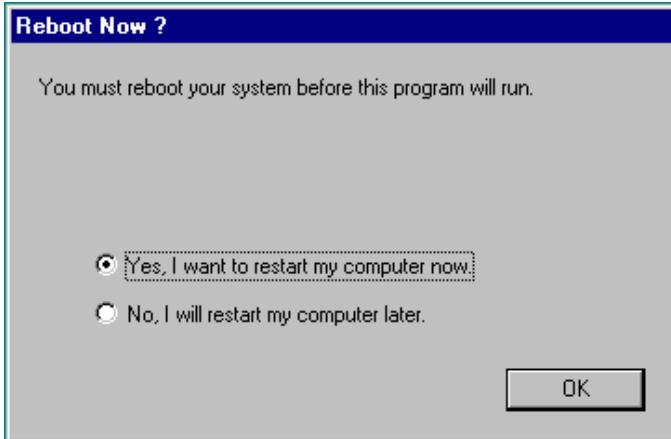 Reboot Now ?
You must reboot your system before this program will run.
Yes, I want to restart my computer now.
No, I will restart my computer later.
OK